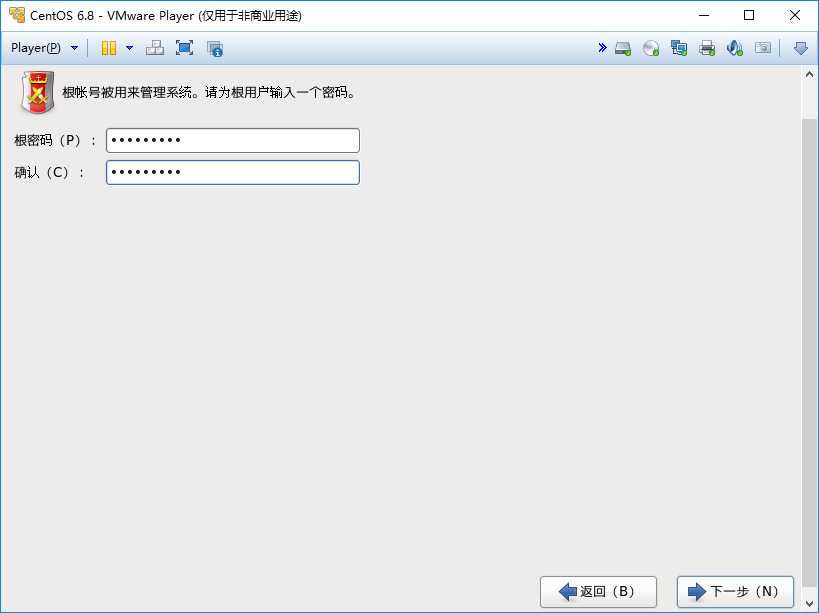 CentOS 6.8 - VMware Player (仅用于非商业用途)
Player(P)
根帐号被用来管理系统。请为根用户输入一个密码。
根密码（P）：•••••••••
确认（C）：•••••••••
返回（B） 下一步（N）